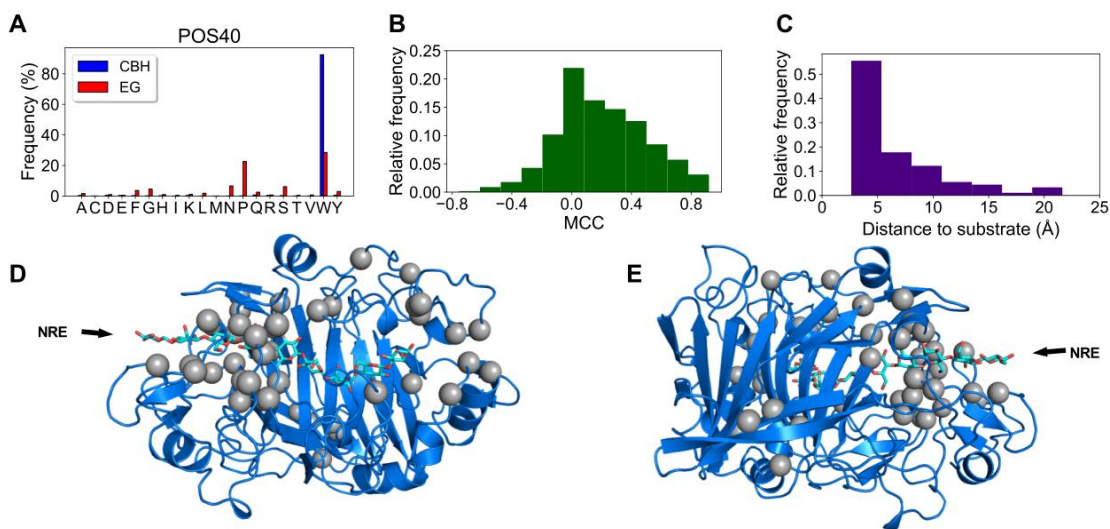 A
POS40
Frequency (%)
80
60
40
20
0
CBH
EG
A C D E F G H I K L M N P Q R S T V W Y
B
Relative frequency
0.25
0.20
0.15
0.10
0.05
0.00
−0.8 −0.4 0.0 0.4 0.8
MCC
C
Relative frequency
0.5
0.4
0.3
0.2
0.1
0.0
0 5 10 15 20 25
Distance to substrate (Å)
D
NRE
E
NRE